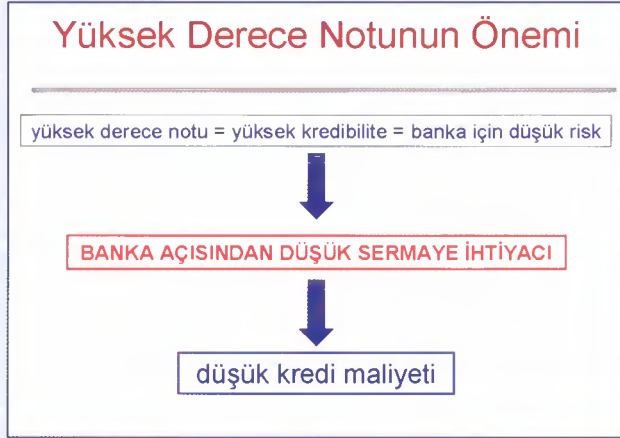 Yüksek Derece Notunun Önemi
yüksek derece notu = yüksek kredibilite = banka için düşük risk
BANKA AÇISINDAN DÜŞÜK SERMAYE İHTİYACI
düşük kredi maliyeti